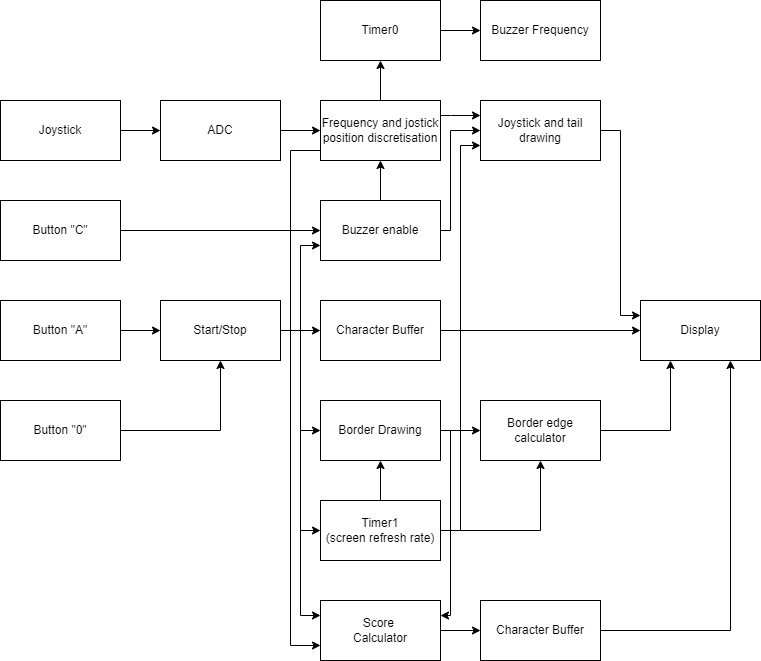 Timer0
Buzzer Frequency
Joystick
ADC
Frequency and jostick
position discretisation
Joystick and tail
drawing
Button "C"
Buzzer enable
Button "A"
Start/Stop
Character Buffer
Display
Button "0"
Border Drawing
Border edge
calculator
Timer1
(screen refresh rate)
Score
Calculator
Character Buffer